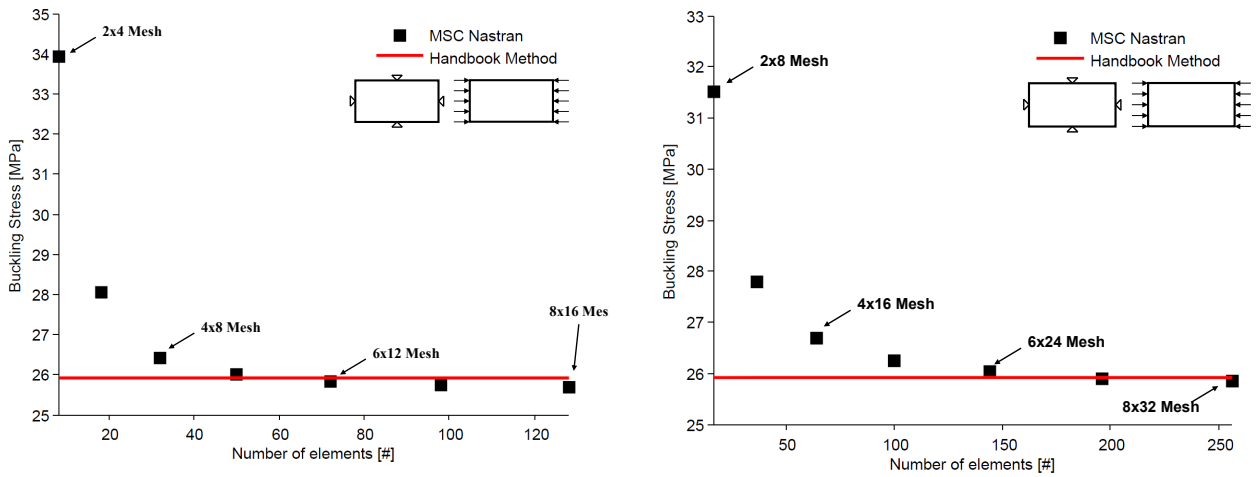 35
34
33
32
31
30
29
28
27
26
25
Buckling Stress [MPa]
2x4 Mesh
MSC Nastran
Handbook Method
4x8 Mesh
6x12 Mesh
8x16 Mes
20
40
60
80
100
120
Number of elements [#]
33
32
31
30
29
28
27
26
25
Buckling Stress [MPa]
2x8 Mesh
MSC Nastran
Handbook Method
4x16 Mesh
6x24 Mesh
8x32 Mesh
50
100
150
200
250
Number of elements [#]